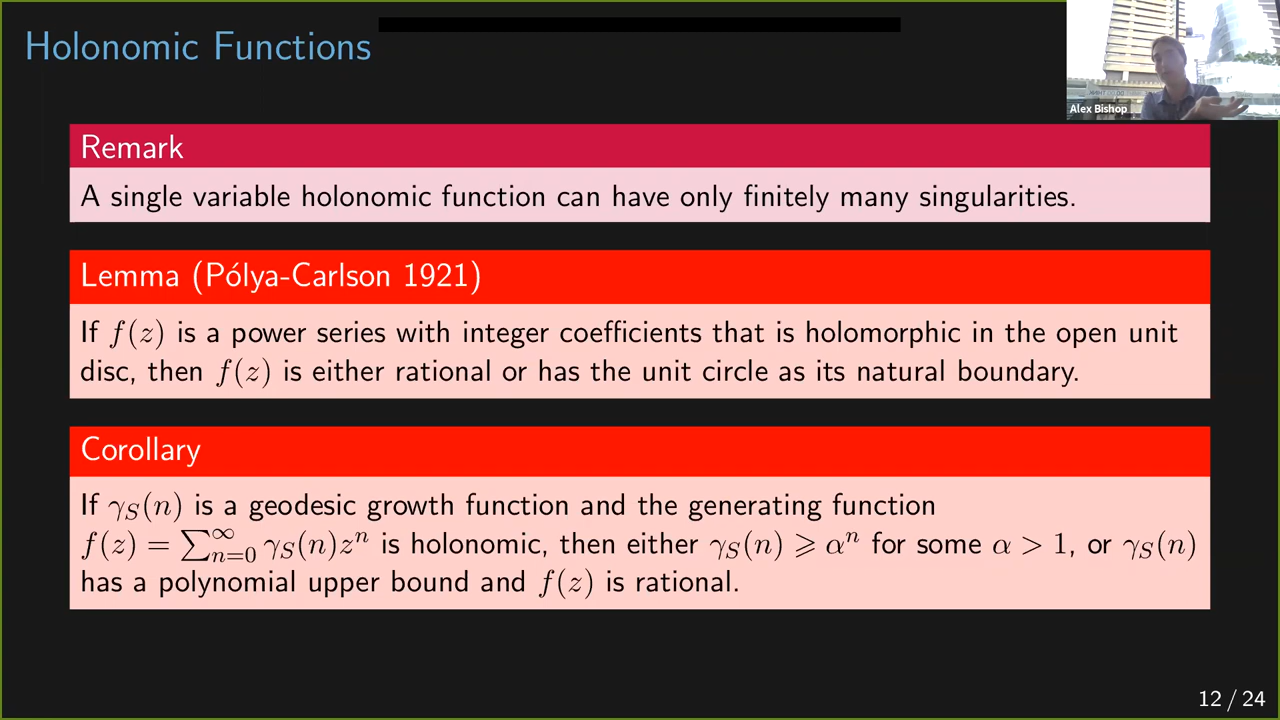 Holonomic Functions
Alex Bishop
Remark
A single variable holonomic function can have only finitely many singularities.
Lemma (Pólya-Carlson 1921)
If f(z) is a power series with integer coefficients that is holomorphic in the open unit
disc, then f(z) is either rational or has the unit circle as its natural boundary.
Corollary
If γ_S(n) is a geodesic growth function and the generating function
f(z) = ∑_{n=0}^∞ γ_S(n)z^n is holonomic, then either γ_S(n) ⩾ α^n for some α > 1, or γ_S(n)
has a polynomial upper bound and f(z) is rational.
12 / 24